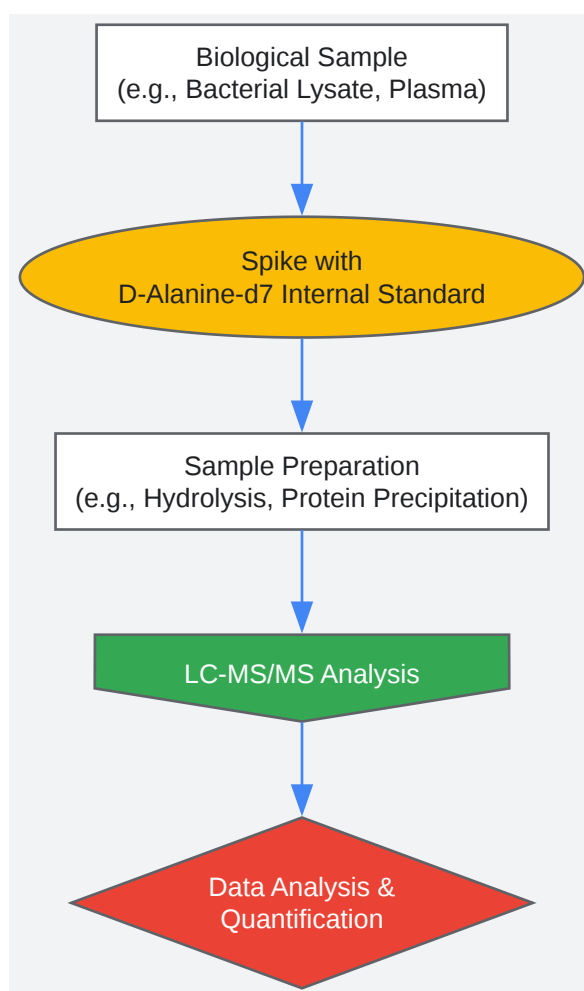 Biological Sample
(e.g., Bacterial Lysate, Plasma)
Spike with
D-Alanine-d7 Internal Standard
Sample Preparation
(e.g., Hydrolysis, Protein Precipitation)
LC-MS/MS Analysis
Data Analysis &
Quantification